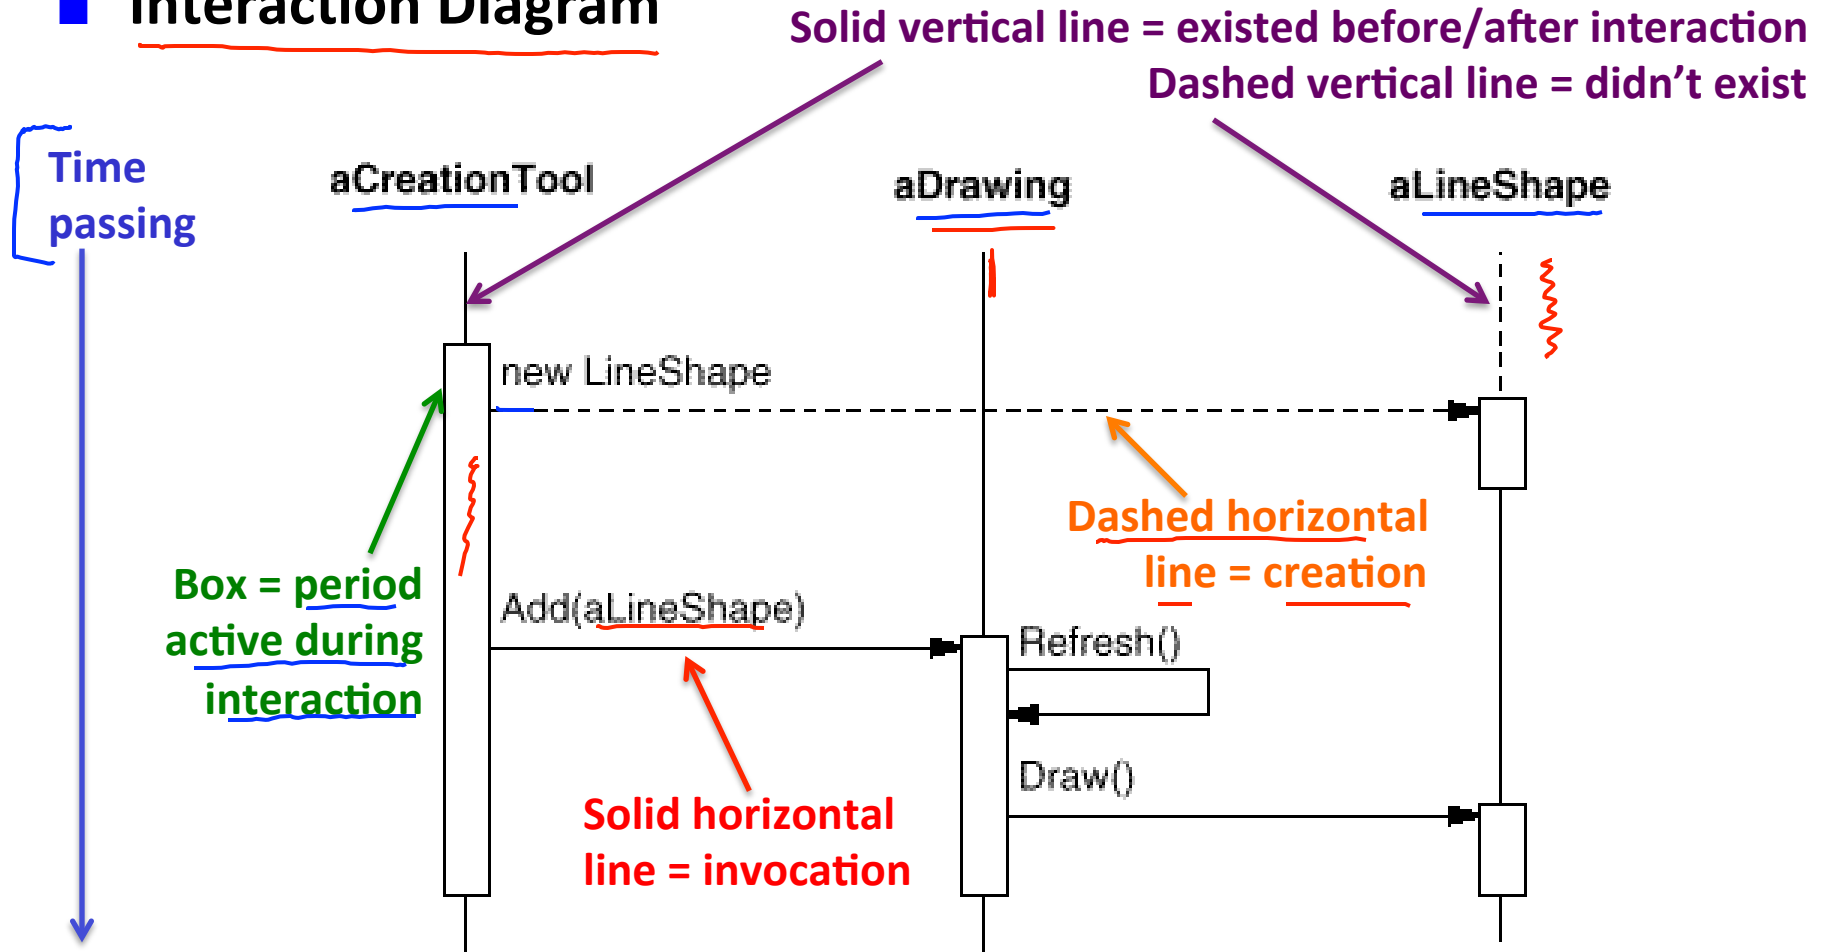 Interaction Diagram
Solid vertical line = existed before/after interaction
Dashed vertical line = didn't exist
Time
passing
aCreationTool
aDrawing
aLineShape
new LineShape
Dashed horizontal
line = creation
Box = period
active during
interaction
Add(aLineShape)
Refresh()
Draw()
Solid horizontal
line = invocation